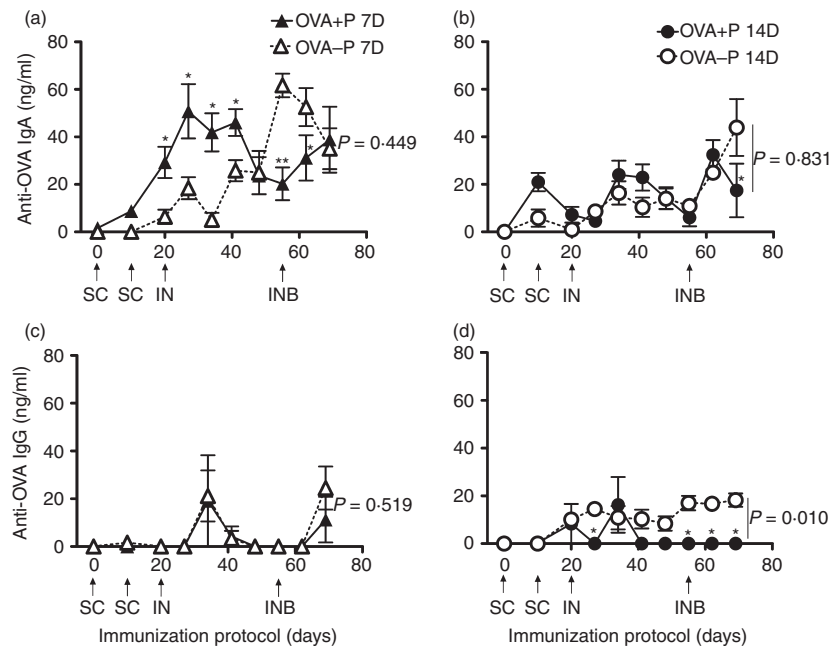 (a)
OVA+P 7D
OVA–P 7D
Anti-OVA IgA (ng/ml)
80
60
40
20
0
* * * * ** *
P = 0·449
0 20 40 60 80
SC SC IN INB
(b)
OVA+P 14D
OVA–P 14D
80
60
40
20
0
*
P = 0·831
0 20 40 60 80
SC SC IN INB
(c)
Anti-OVA IgG (ng/ml)
80
60
40
20
0
P = 0·519
0 20 40 60 80
SC SC IN INB
Immunization protocol (days)
(d)
80
60
40
20
0
* * * *
P = 0·010
0 20 40 60 80
SC SC IN INB
Immunization protocol (days)